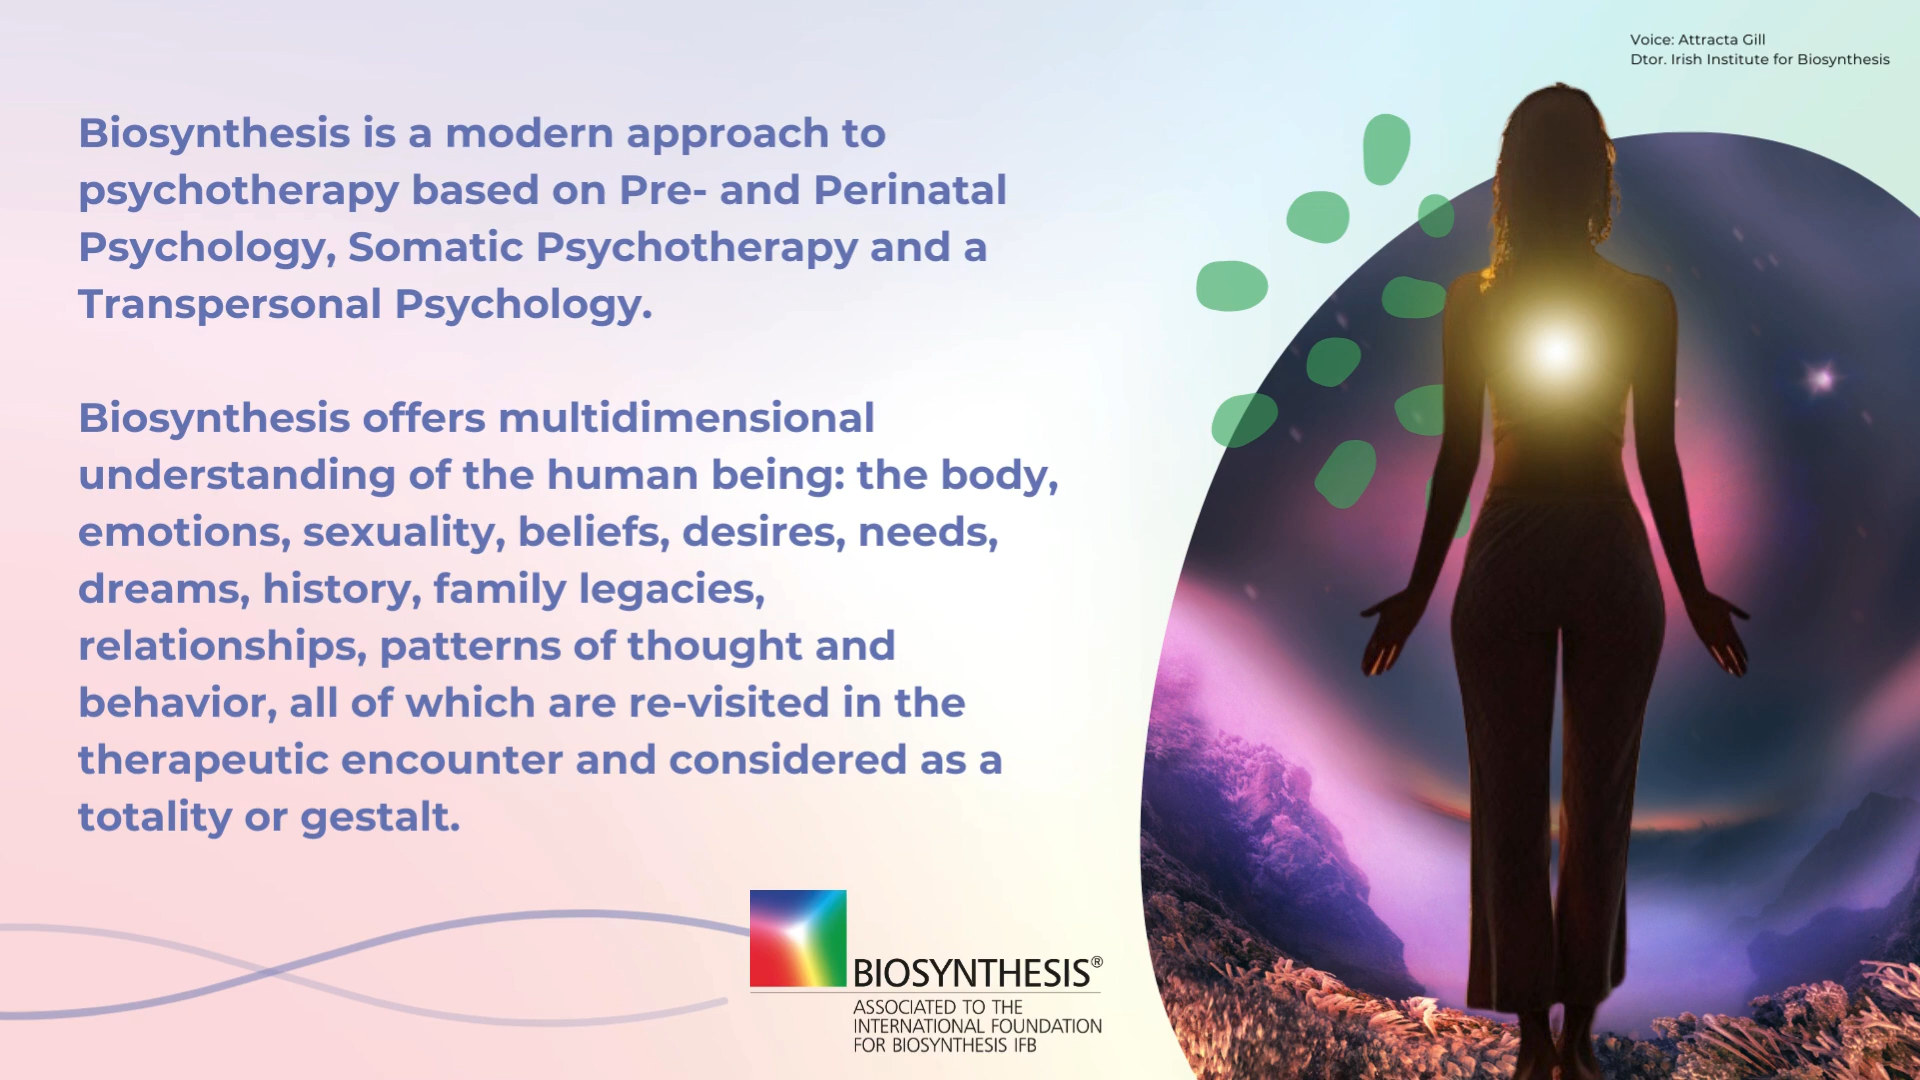 Voice: Attracta Gill
Dtor. Irish Institute for Biosynthesis
Biosynthesis is a modern approach to
psychotherapy based on Pre- and Perinatal
Psychology, Somatic Psychotherapy and a
Transpersonal Psychology.
Biosynthesis offers multidimensional
understanding of the human being: the body,
emotions, sexuality, beliefs, desires, needs,
dreams, history, family legacies,
relationships, patterns of thought and
behavior, all of which are re-visited in the
therapeutic encounter and considered as a
totality or gestalt.
BIOSYNTHESIS®
ASSOCIATED TO THE
INTERNATIONAL FOUNDATION
FOR BIOSYNTHESIS IFB